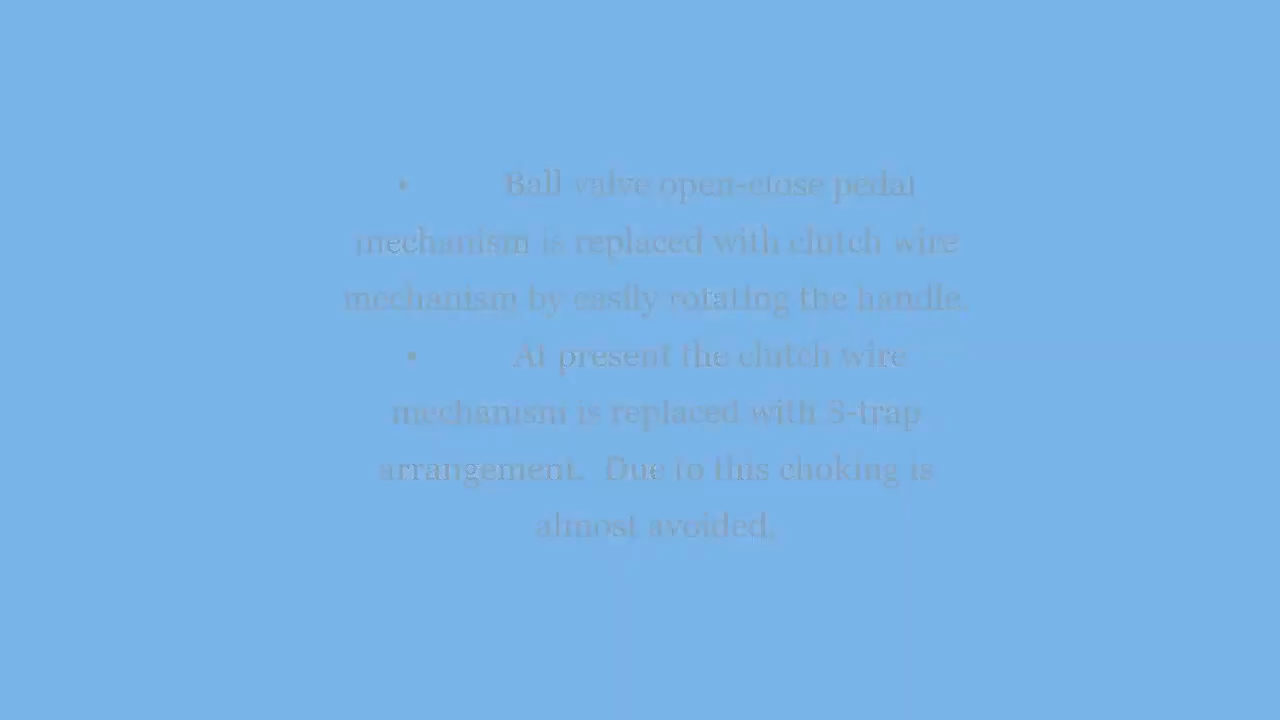 • Ball valve open-close pedal
mechanism is replaced with clutch wire
mechanism by easily rotating the handle
• At present the clutch wire
mechanism is replaced with S-trap
arrangement. Due to this choking is
almost avoided.